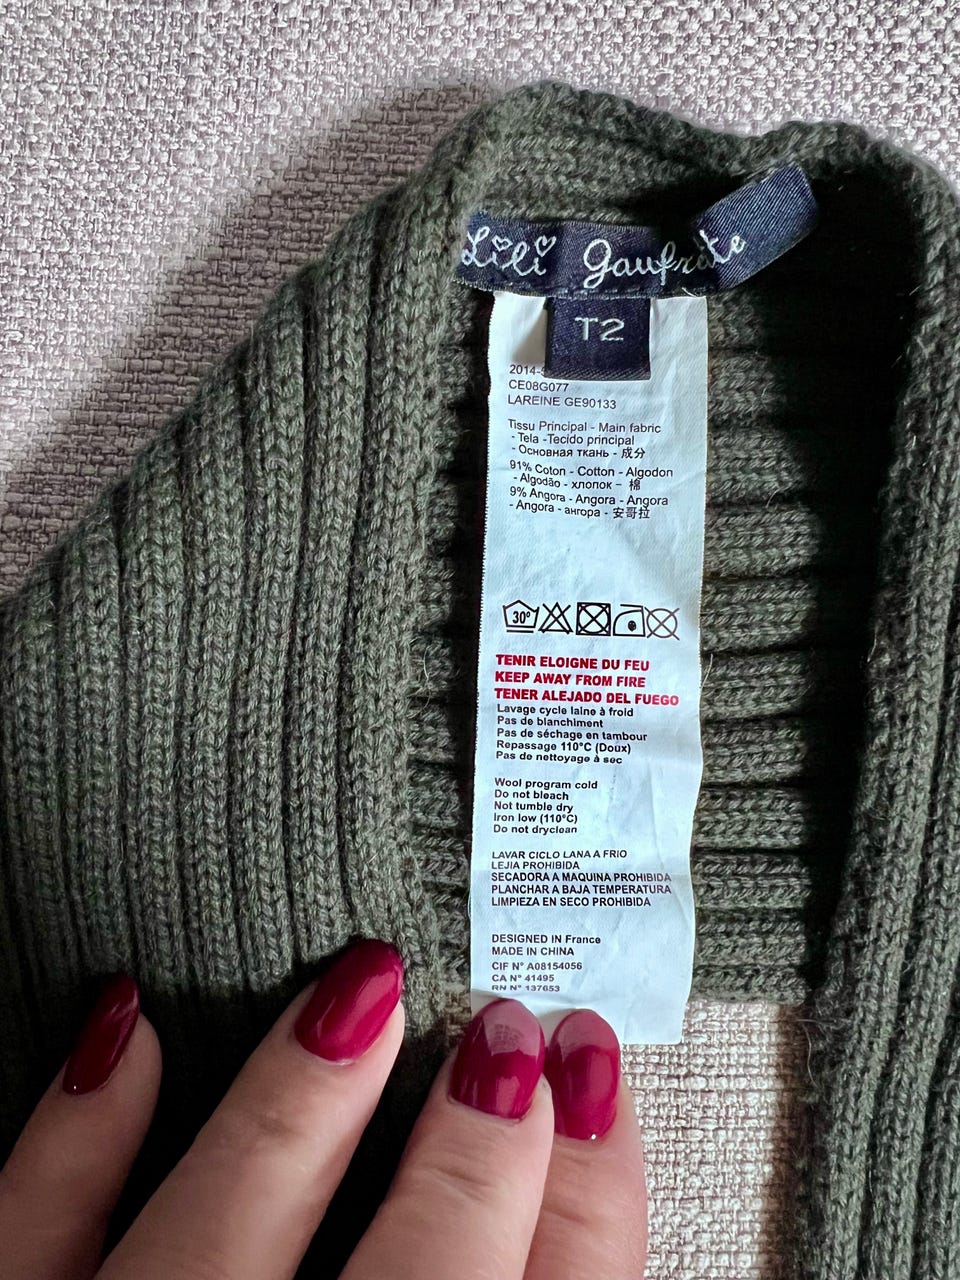 Lili Gaufrette
T2
2014-
CE08G077
LAREINE GE90133
Tissu Principal - Main fabric
- Tela -Tecido principal
- Основная ткань - 成分
91% Coton - Cotton - Algodon
- Algodão - хлопок - 棉
9% Angora - Angora - Angora
- Angora - ангора - 安哥拉
30°
TENIR ELOIGNE DU FEU
KEEP AWAY FROM FIRE
TENER ALEJADO DEL FUEGO
Lavage cycle laine à froid
Pas de blanchiment
Pas de séchage en tambour
Repassage 110°C (Doux)
Pas de nettoyage à sec
Wool program cold
Do not bleach
Not tumble dry
Iron low (110°C)
Do not dryclean
LAVAR CICLO LANA A FRIO
LEJIA PROHIBIDA
SECADORA A MAQUINA PROHIBIDA
PLANCHAR A BAJA TEMPERATURA
LIMPIEZA EN SECO PROHIBIDA
DESIGNED IN France
MADE IN CHINA
CIF N° A08154056
CA N° 41495
RN N° 137653